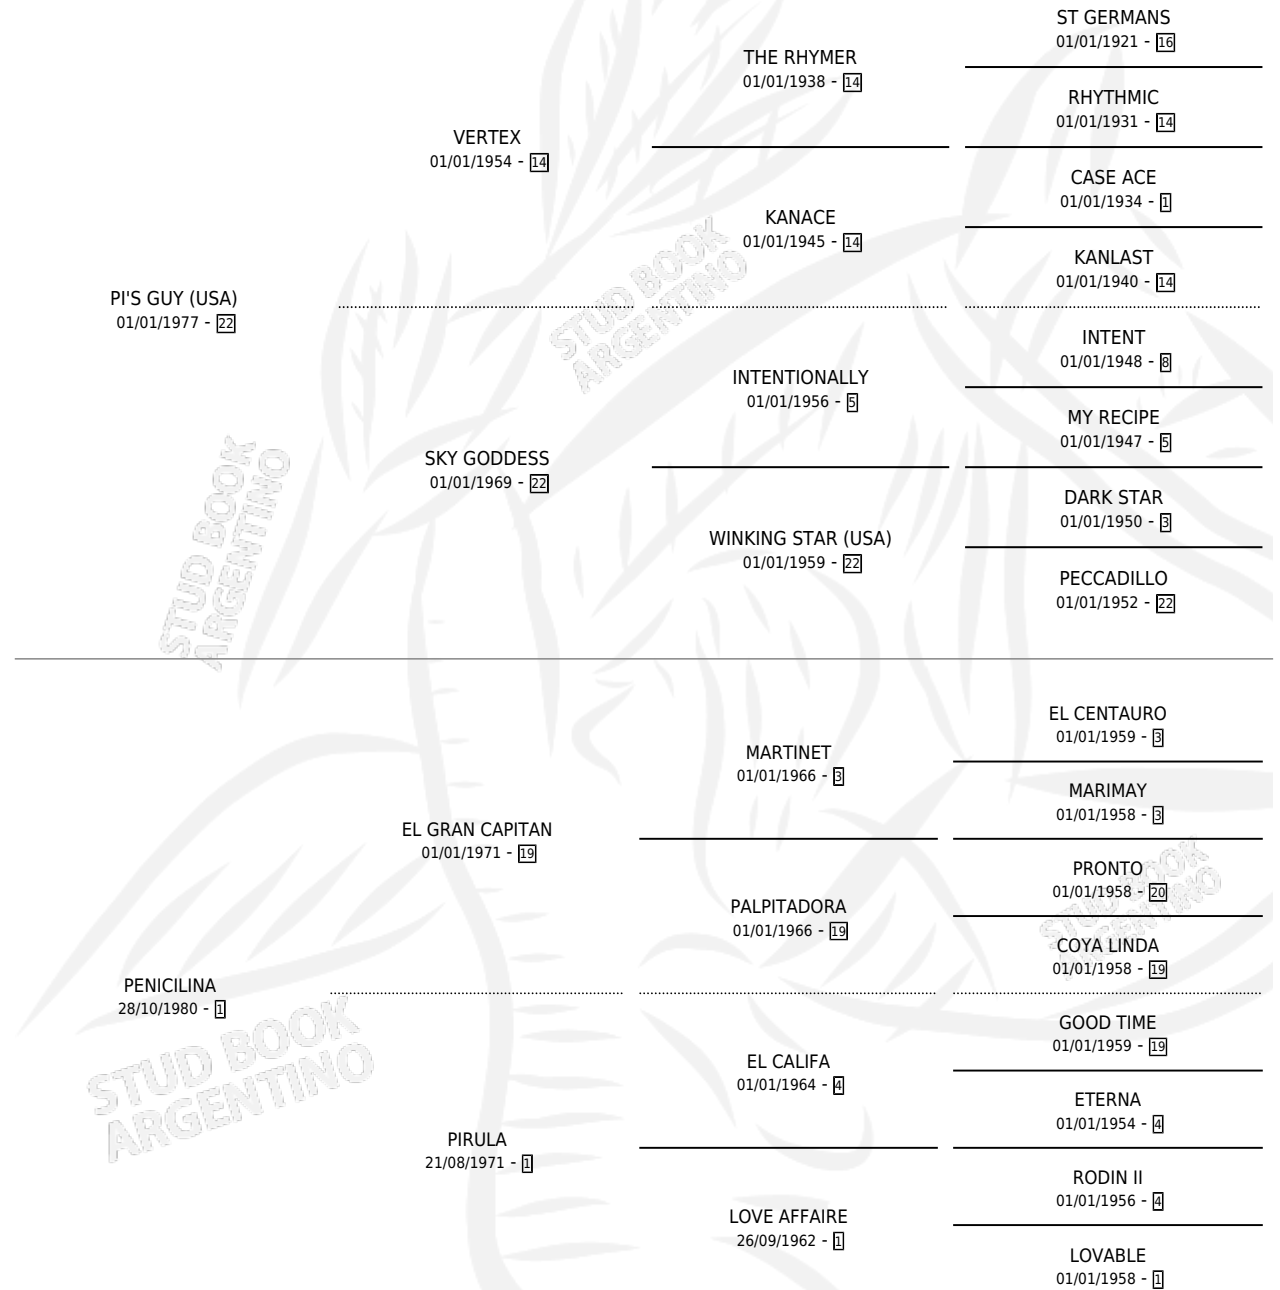 ST GERMANS
01/01/1921 - 16
THE RHYMER
01/01/1938 - 14
RHYTHMIC
01/01/1931 - 14
VERTEX
01/01/1954 - 14
CASE ACE
01/01/1934 - 1
KANACE
01/01/1945 - 14
KANLAST
01/01/1940 - 14
PI'S GUY (USA)
01/01/1977 - 22
INTENT
01/01/1948 - 8
INTENTIONALLY
01/01/1956 - 5
MY RECIPE
01/01/1947 - 5
SKY GODDESS
01/01/1969 - 22
DARK STAR
01/01/1950 - 3
WINKING STAR (USA)
01/01/1959 - 22
PECCADILLO
01/01/1952 - 22
STUD BOOK
ARGENTINO
STUD BOOK
ARGENTINO
EL CENTAURO
01/01/1959 - 3
MARTINET
01/01/1966 - 3
MARIMAY
01/01/1958 - 3
EL GRAN CAPITAN
01/01/1971 - 19
PRONTO
01/01/1958 - 20
PALPITADORA
01/01/1966 - 19
COYA LINDA
01/01/1958 - 19
STUD BOOK
ARGENTINO
PENICILINA
28/10/1980 - 1
GOOD TIME
01/01/1959 - 19
EL CALIFA
01/01/1964 - 4
ETERNA
01/01/1954 - 4
PIRULA
21/08/1971 - 1
RODIN II
01/01/1956 - 4
LOVE AFFAIRE
26/09/1962 - 1
LOVABLE
01/01/1958 - 1
STUD BOOK
ARGENTINO